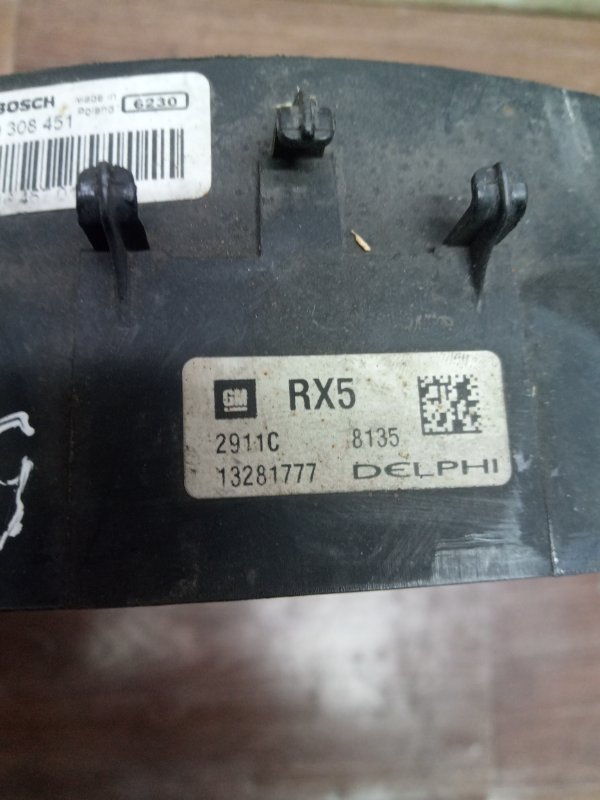 BOSCH
Made in
Poland
6230
308 451
GM
RX5
2911C 8135
13281777 DELPHI